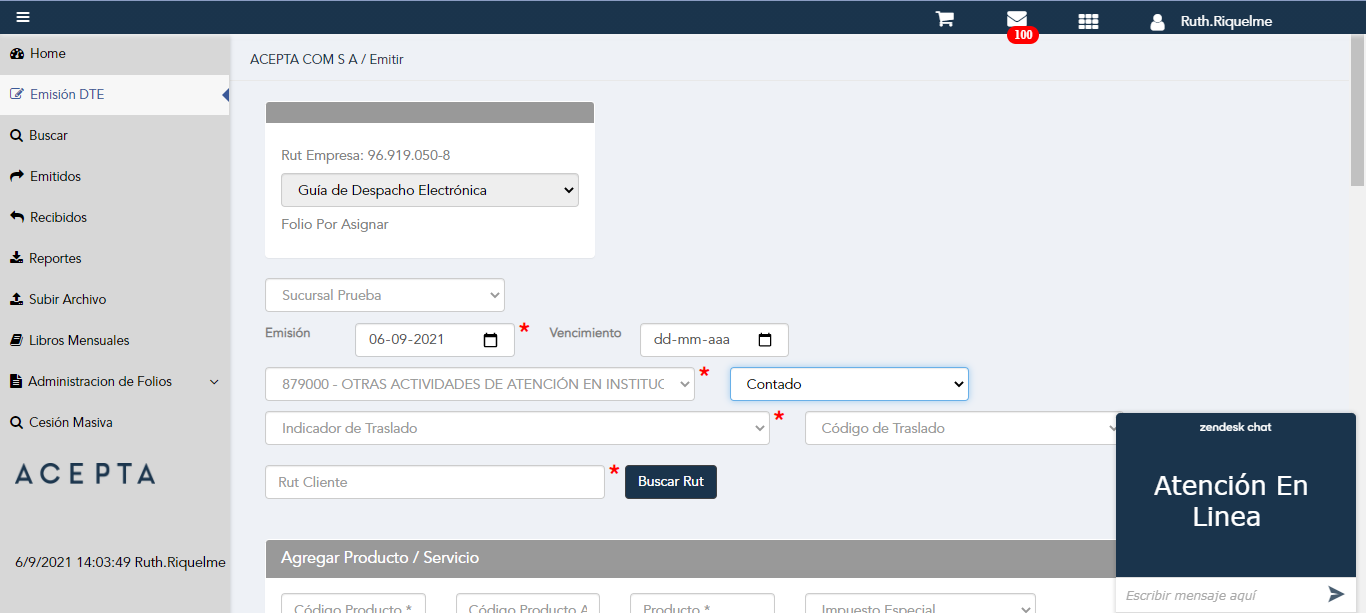 100
Ruth.Riquelme
Home
Emisión DTE
Buscar
Emitidos
Recibidos
Reportes
Subir Archivo
Libros Mensuales
Administracion de Folios
Cesión Masiva
ACEPTA
6/9/2021 14:03:49 Ruth.Riquelme
ACEPTA COM S A / Emitir
Rut Empresa: 96.919.050-8
Guía de Despacho Electrónica
Folio Por Asignar
Sucursal Prueba
Emisión 06-09-2021 * Vencimiento dd-mm-aaa
879000 - OTRAS ACTIVIDADES DE ATENCIÓN EN INSTITUC * Contado
Indicador de Traslado * Código de Traslado
Rut Cliente * Buscar Rut
Agregar Producto / Servicio
Código Producto * Código Producto A Producto * Impuesto Especial
zendesk chat
Atención En
Linea
Escribir mensaje aquí